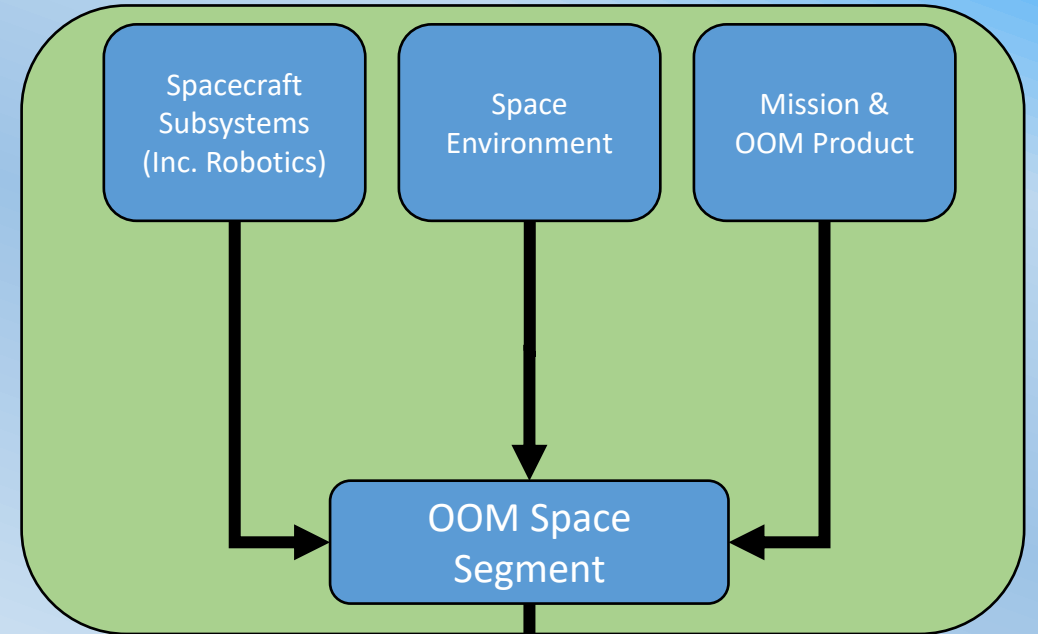 Spacecraft
Subsystems
(Inc. Robotics)
Space
Environment
Mission &
OOM Product
OOM Space
Segment